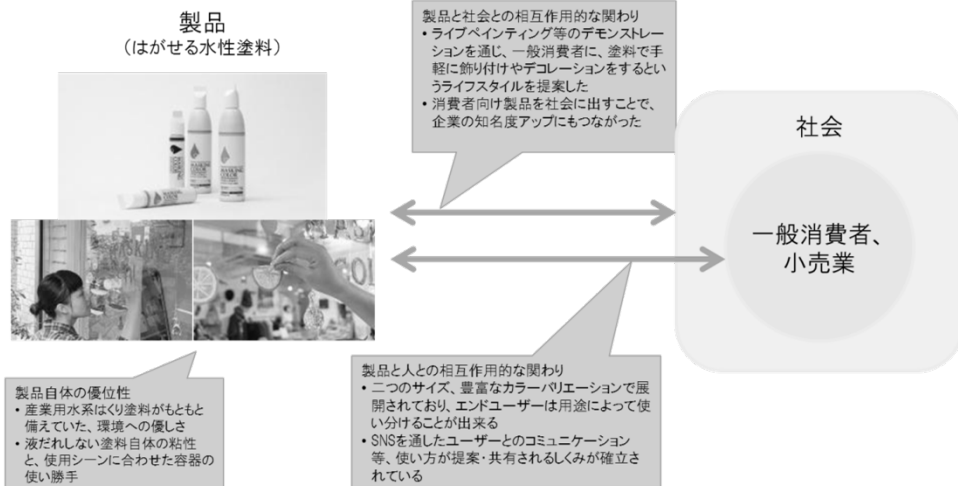 製品
（はがせる水性塗料）
製品と社会との相互作用的な関わり
• ライブペインティング等のデモンストレー
ションを通じ、一般消費者に、塗料で手
軽に飾り付けやデコレーションをするとい
うライフスタイルを提案した
• 消費者向け製品を社会に出すことで、
企業の知名度アップにもつながった
社会
一般消費者、
小売業
製品自体の優位性
• 産業用水系はくり塗料がもともと
備えていた、環境への優しさ
• 液だれしない塗料自体の粘性
と、使用シーンに合わせた容器の
使い勝手
製品と人との相互作用的な関わり
• 二つのサイズ、豊富なカラーバリエーションで展
開されており、エンドユーザーは用途によって使
い分けることが出来る
• SNSを通したユーザーとのコミュニケーション
等、使い方が提案・共有されるしくみが確立さ
れている